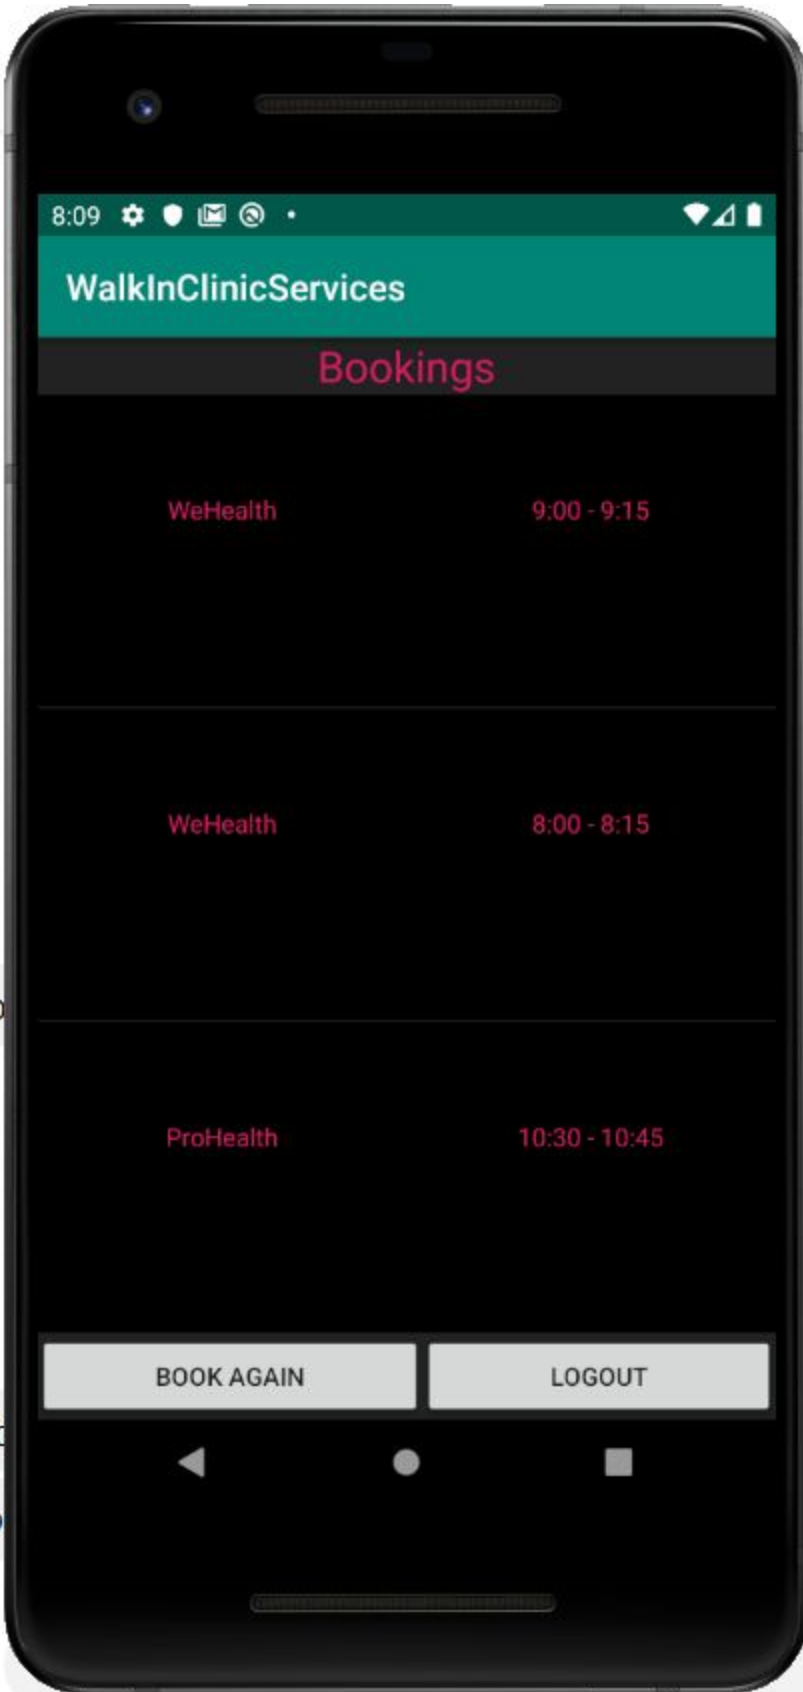 8:09
WalkInClinicServices
Bookings
WeHealth 9:00 - 9:15
WeHealth 8:00 - 8:15
ProHealth 10:30 - 10:45
BOOK AGAIN LOGOUT